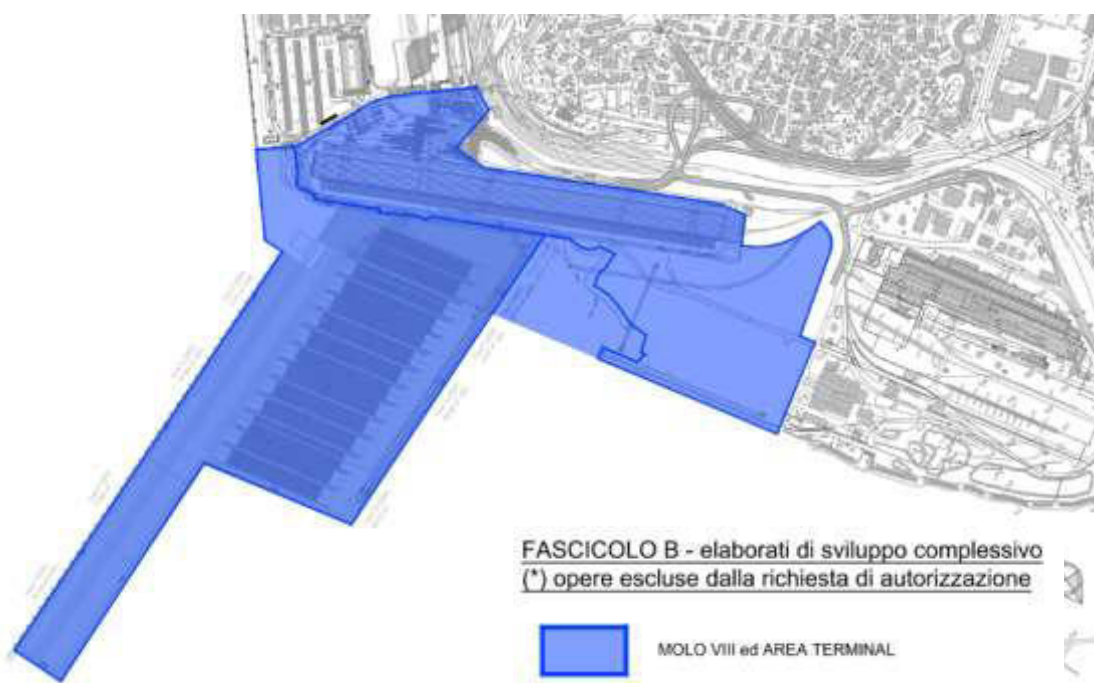 FASCICOLO B - elaborati di sviluppo complessivo
(*) opere escluse dalla richiesta di autorizzazione
MOLO VIII ed AREA TERMINAL